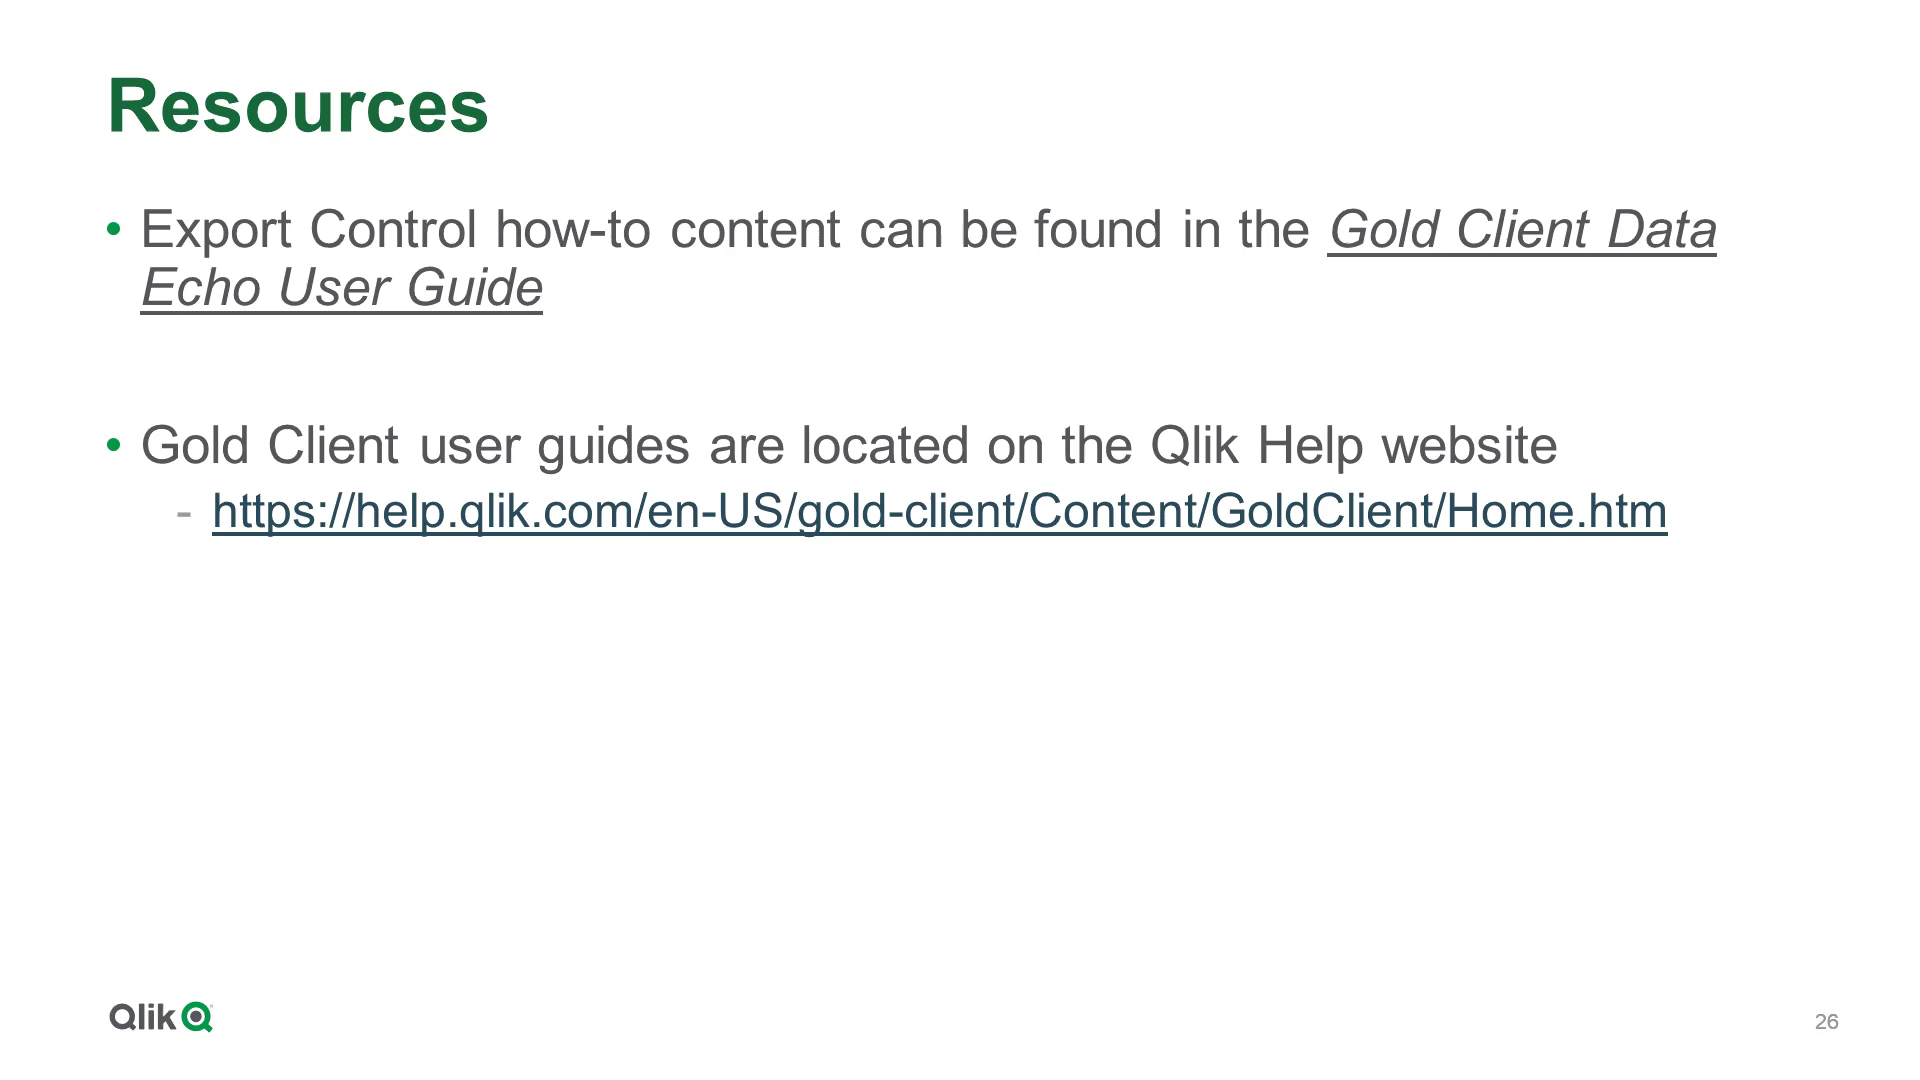 Resources
• Export Control how-to content can be found in the Gold Client Data
Echo User Guide
• Gold Client user guides are located on the Qlik Help website
- https://help.qlik.com/en-US/gold-client/Content/GoldClient/Home.htm
Qlik
26